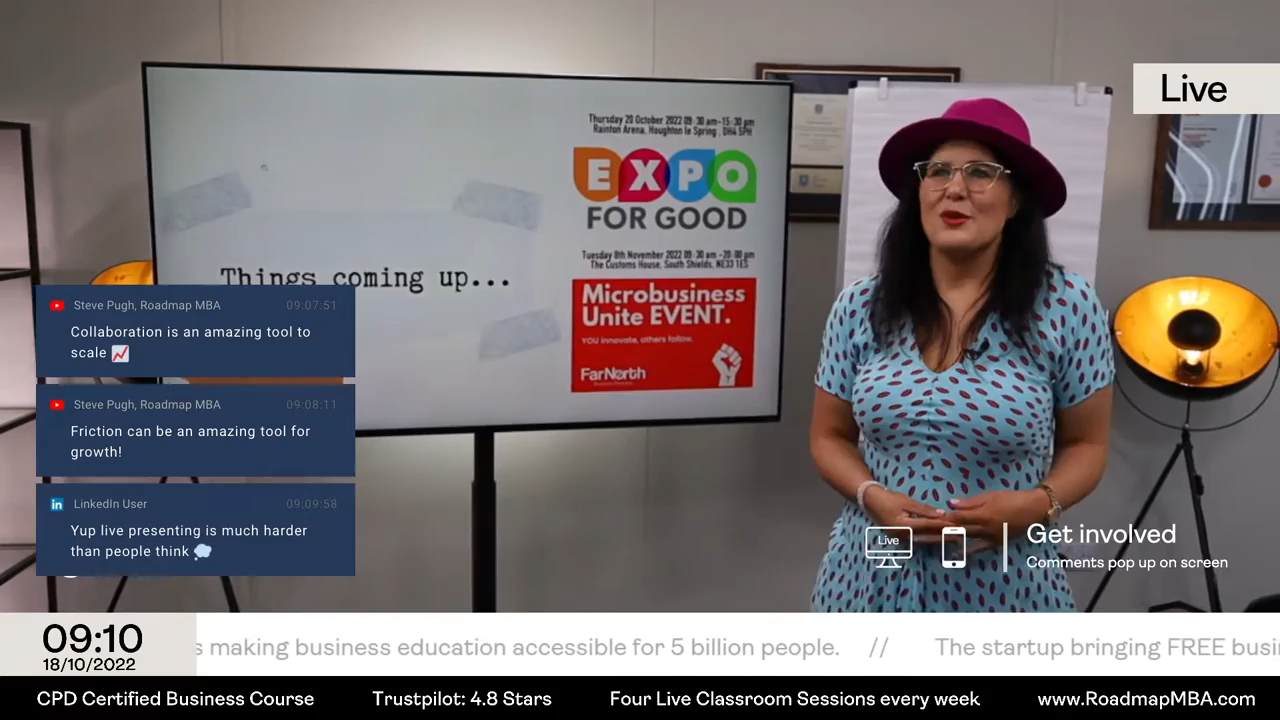 Live
Thursday 20 October 2022 09:30 am-15:30 pm
Rainton Arena, Houghton le Spring, DH4 5PH
EXPO
FOR GOOD
Things coming up...
Tuesday 8th November 2022 09:30 am -20:00 pm
The Customs House, South Shields, NE33 1ES
Microbusiness
Unite EVENT.
YOU innovate, others follow.
FarNorth
Steve Pugh, Roadmap MBA 09:07:51
Collaboration is an amazing tool to
scale 📈
Steve Pugh, Roadmap MBA 09:08:11
Friction can be an amazing tool for
growth!
in LinkedIn User 09:09:58
Yup live presenting is much harder
than people think 💭
Live
Get involved
Comments pop up on screen
09:10
18/10/2022
s making business education accessible for 5 billion people. // The startup bringing FREE busi
CPD Certified Business Course Trustpilot: 4.8 Stars Four Live Classroom Sessions every week www.RoadmapMBA.com